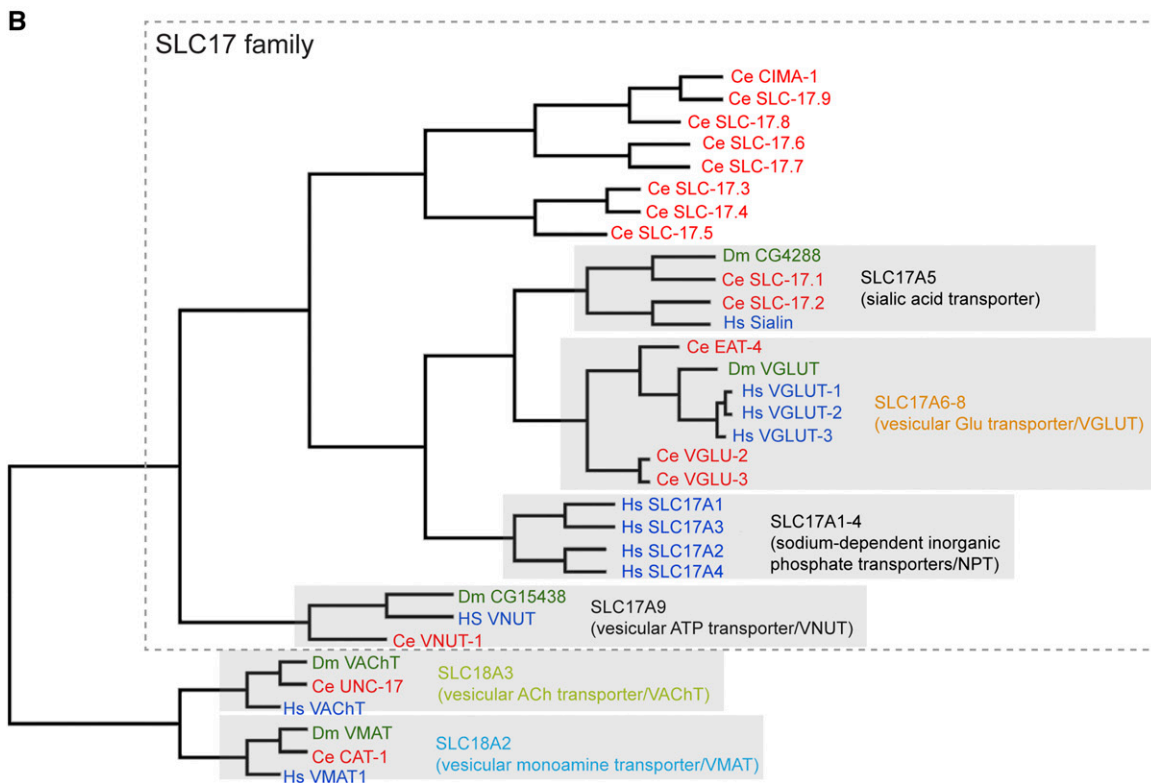 B
SLC17 family
Ce CIMA-1
Ce SLC-17.9
Ce SLC-17.8
Ce SLC-17.6
Ce SLC-17.7
Ce SLC-17.3
Ce SLC-17.4
Ce SLC-17.5
Dm CG4288
Ce SLC-17.1
Ce SLC-17.2
Hs Sialin
SLC17A5
(sialic acid transporter)
Ce EAT-4
Dm VGLUT
Hs VGLUT-1
Hs VGLUT-2
Hs VGLUT-3
Ce VGLU-2
Ce VGLU-3
SLC17A6-8
(vesicular Glu transporter/VGLUT)
Hs SLC17A1
Hs SLC17A3
Hs SLC17A2
Hs SLC17A4
SLC17A1-4
(sodium-dependent inorganic
phosphate transporters/NPT)
Dm CG15438
HS VNUT
Ce VNUT-1
SLC17A9
(vesicular ATP transporter/VNUT)
Dm VAChT
Ce UNC-17
Hs VAChT
SLC18A3
(vesicular ACh transporter/VAChT)
Dm VMAT
Ce CAT-1
Hs VMAT1
SLC18A2
(vesicular monoamine transporter/VMAT)